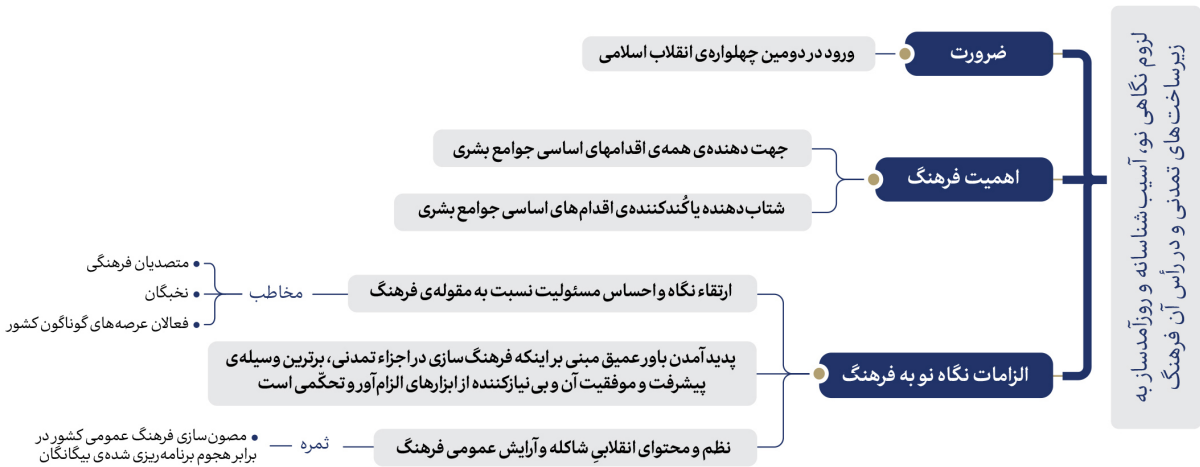 لزوم نگاهی نو، آسیب‌شناسانه و روزآمدساز به
زیرساخت‌های تمدنی و در رأس آن فرهنگ
ضرورت
ورود در دومین چهلواره‌ی انقلاب اسلامی
اهمیت فرهنگ
جهت دهنده‌ی همه‌ی اقدامهای اساسی جوامع بشری
شتاب‌دهنده یا کُندکننده‌ی اقدام‌های اساسی جوامع بشری
الزامات نگاه نو به فرهنگ
ارتقاء نگاه و احساس مسئولیت نسبت به مقوله‌ی فرهنگ
مخاطب
• متصدیان فرهنگی
• نخبگان
• فعالان عرصه‌های گوناگون کشور
پدید آمدن باور عمیق مبنی بر اینکه فرهنگ‌سازی در اجزاء تمدنی، برترین وسیله‌ی
پیشرفت و موفقیت آن و بی‌نیازکننده از ابزارهای الزام‌آور و تحکّمی است
نظم و محتوای انقلابیِ شاکله و آرایش عمومی فرهنگ
ثمره
• مصون‌سازی فرهنگ عمومی کشور در
برابر هجوم برنامه‌ریزی شده‌ی بیگانگان